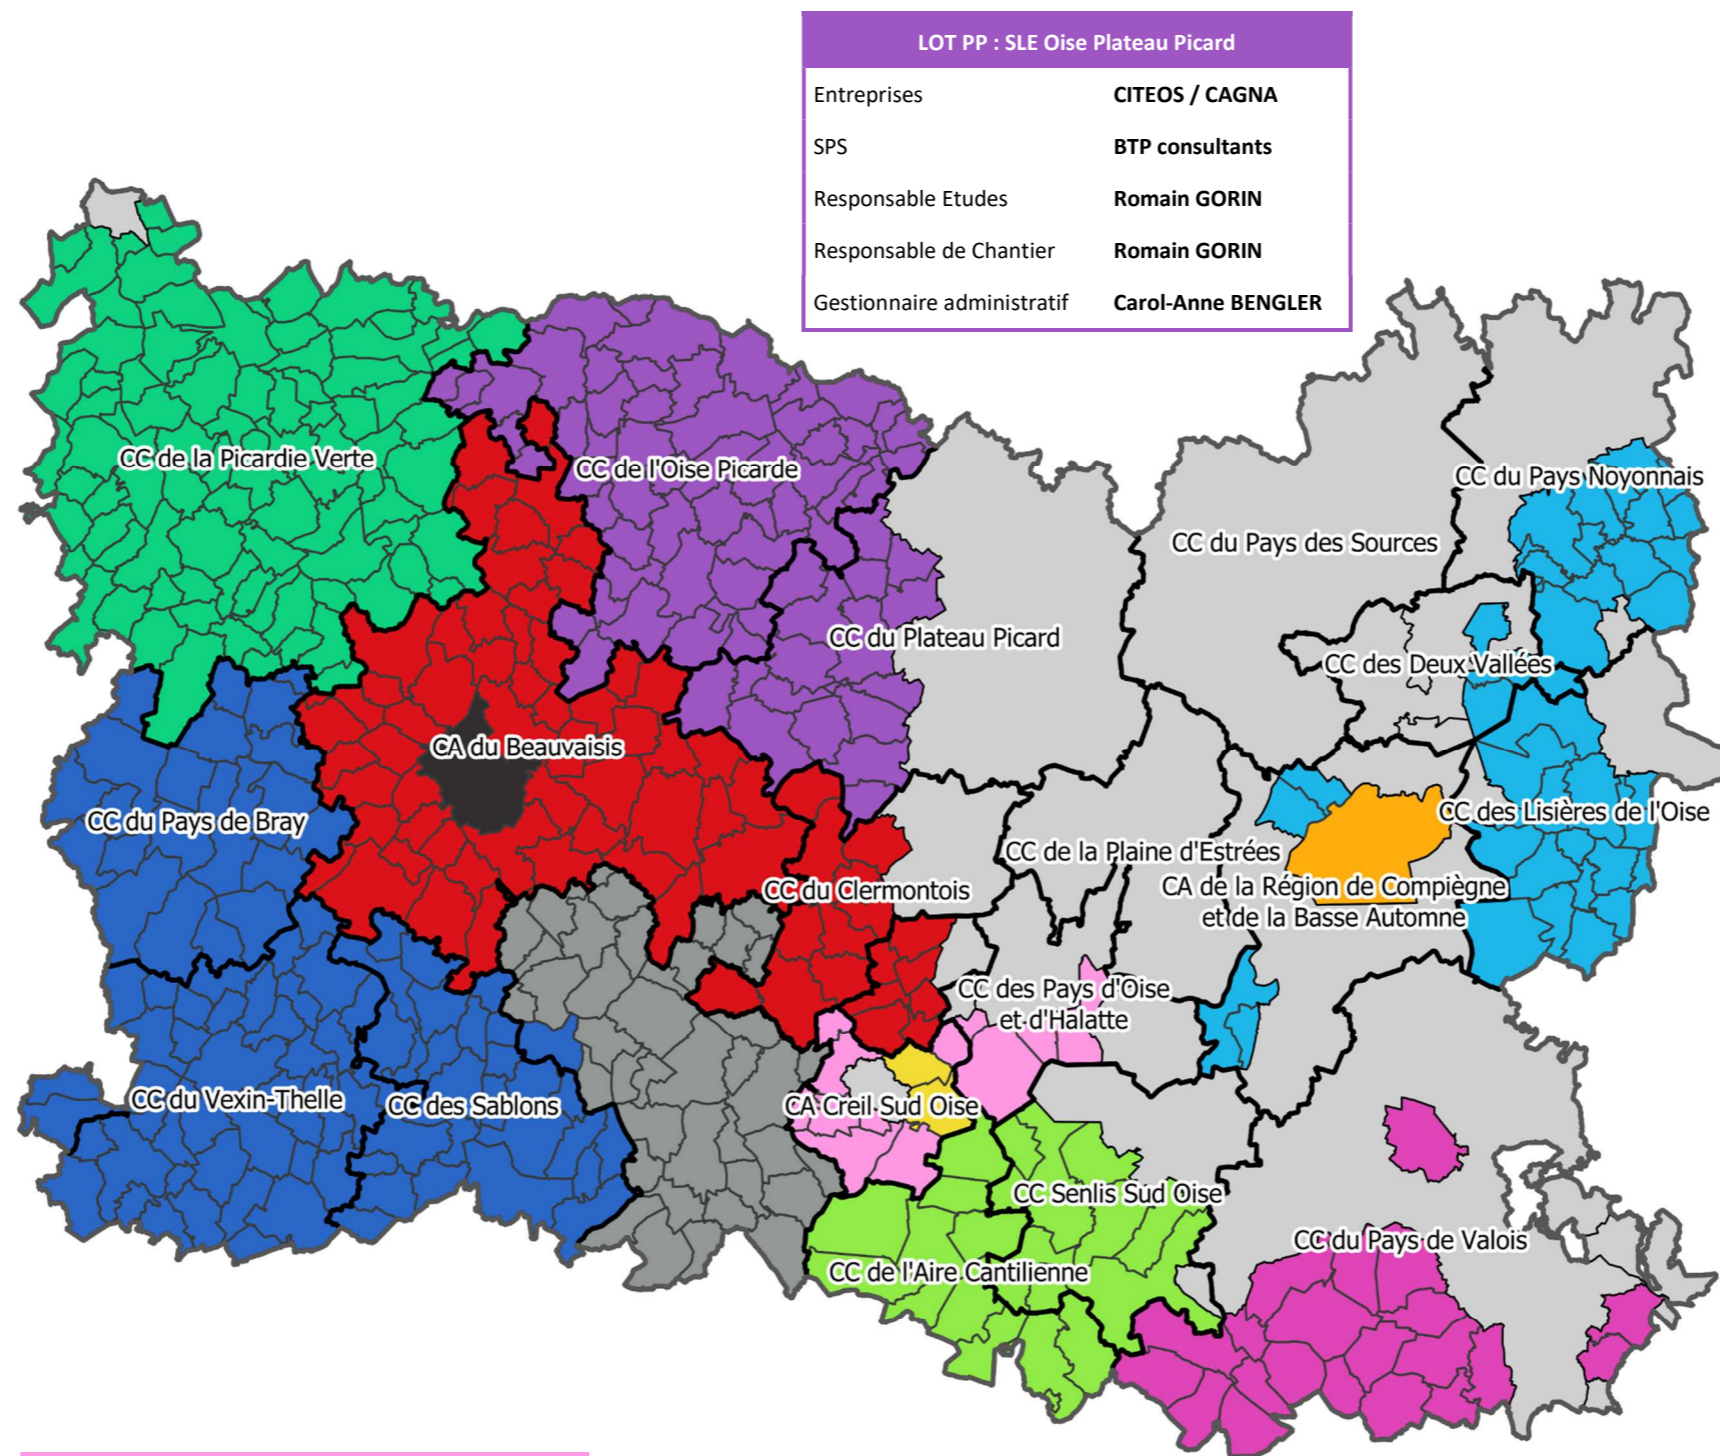 LOT PP : SLE Oise Plateau Picard
Entreprises CITEOS / CAGNA
SPS BTP consultants
Responsable Etudes Romain GORIN
Responsable de Chantier Romain GORIN
Gestionnaire administratif Carol-Anne BENGLER
CC de la Picardie Verte
CC de l'Oise Picarde
CC du Pays Noyonnais
CC du Pays des Sources
CC du Plateau Picard
CC des Deux Vallées
CA du Beauvaisis
CC du Pays de Bray
CC des Lisières de l'Oise
CC de la Plaine d'Estrées
CC du Clermontois
CA de la Région de Compiègne
et de la Basse Automne
CC des Pays d'Oise
et d'Halatte
CC du Vexin-Thelle
CC des Sablons
CA Creil Sud Oise
CC Senlis Sud Oise
CC du Pays de Valois
CC de l'Aire Cantilienne